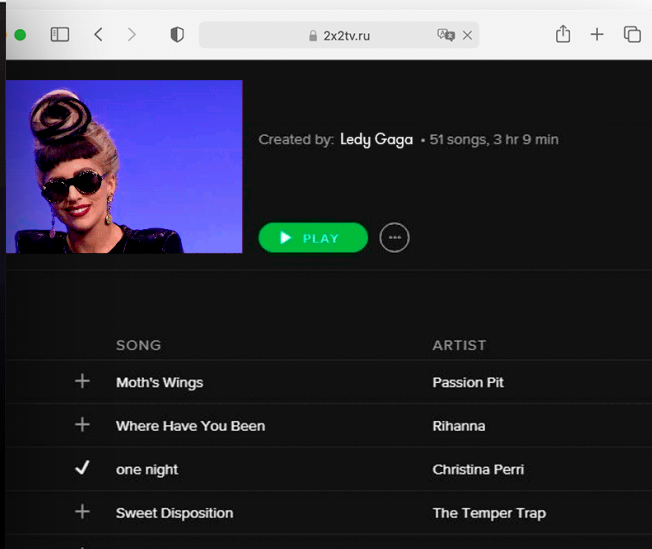 2x2tv.ru
Created by: Ledy Gaga • 51 songs, 3 hr 9 min
PLAY
SONG ARTIST
Moth's Wings Passion Pit
Where Have You Been Rihanna
one night Christina Perri
Sweet Disposition The Temper Trap